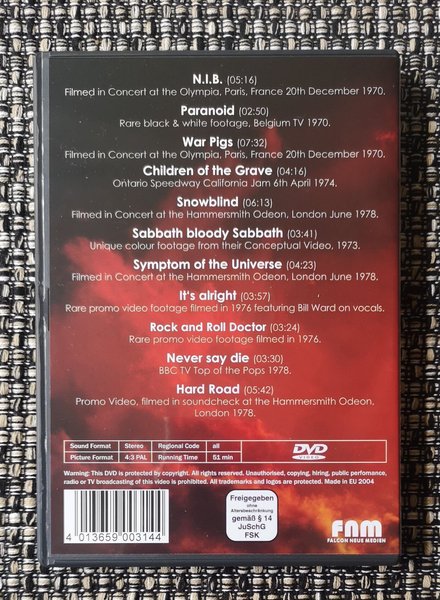 N.I.B. (05:16)
Filmed in Concert at the Olympia, Paris, France 20th December 1970.
Paranoid (02:50)
Rare black & white footage, Belgium TV 1970.
War Pigs (07:32)
Filmed in Concert at the Olympia, Paris, France 20th December 1970.
Children of the Grave (04:16)
Ontario Speedway California Jam 6th April 1974.
Snowblind (06:13)
Filmed in Concert at the Hammersmith Odeon, London June 1978.
Sabbath bloody Sabbath (03:41)
Unique colour footage from their Conceptual Video, 1973.
Symptom of the Universe (04:23)
Filmed in Concert at the Hammersmith Odeon, London June 1978.
It's alright (03:57)
Rare promo video footage filmed in 1976 featuring Bill Ward on vocals.
Rock and Roll Doctor (03:24)
Rare promo video footage filmed in 1976.
Never say die (03:30)
BBC TV Top of the Pops 1978.
Hard Road (05:42)
Promo Video, filmed in soundcheck at the Hammersmith Odeon,
London 1978.
Sound Format Stereo Regional Code all
Picture Format 4:3 PAL Running Time 51 min
DVD
VIDEO
Warning: This DVD is protected by copyright. All rights reserved. Unauthorised, copying, hiring, public perfomance,
radio or TV broadcasting of this video is prohibited. All trademarks and logos are protected. Made in EU 2004
4 013659 003144
Freigegeben
ohne
Altersbeschränkung
gemäß § 14
JuSchG
FSK
FNM
FALCON NEUE MEDIEN